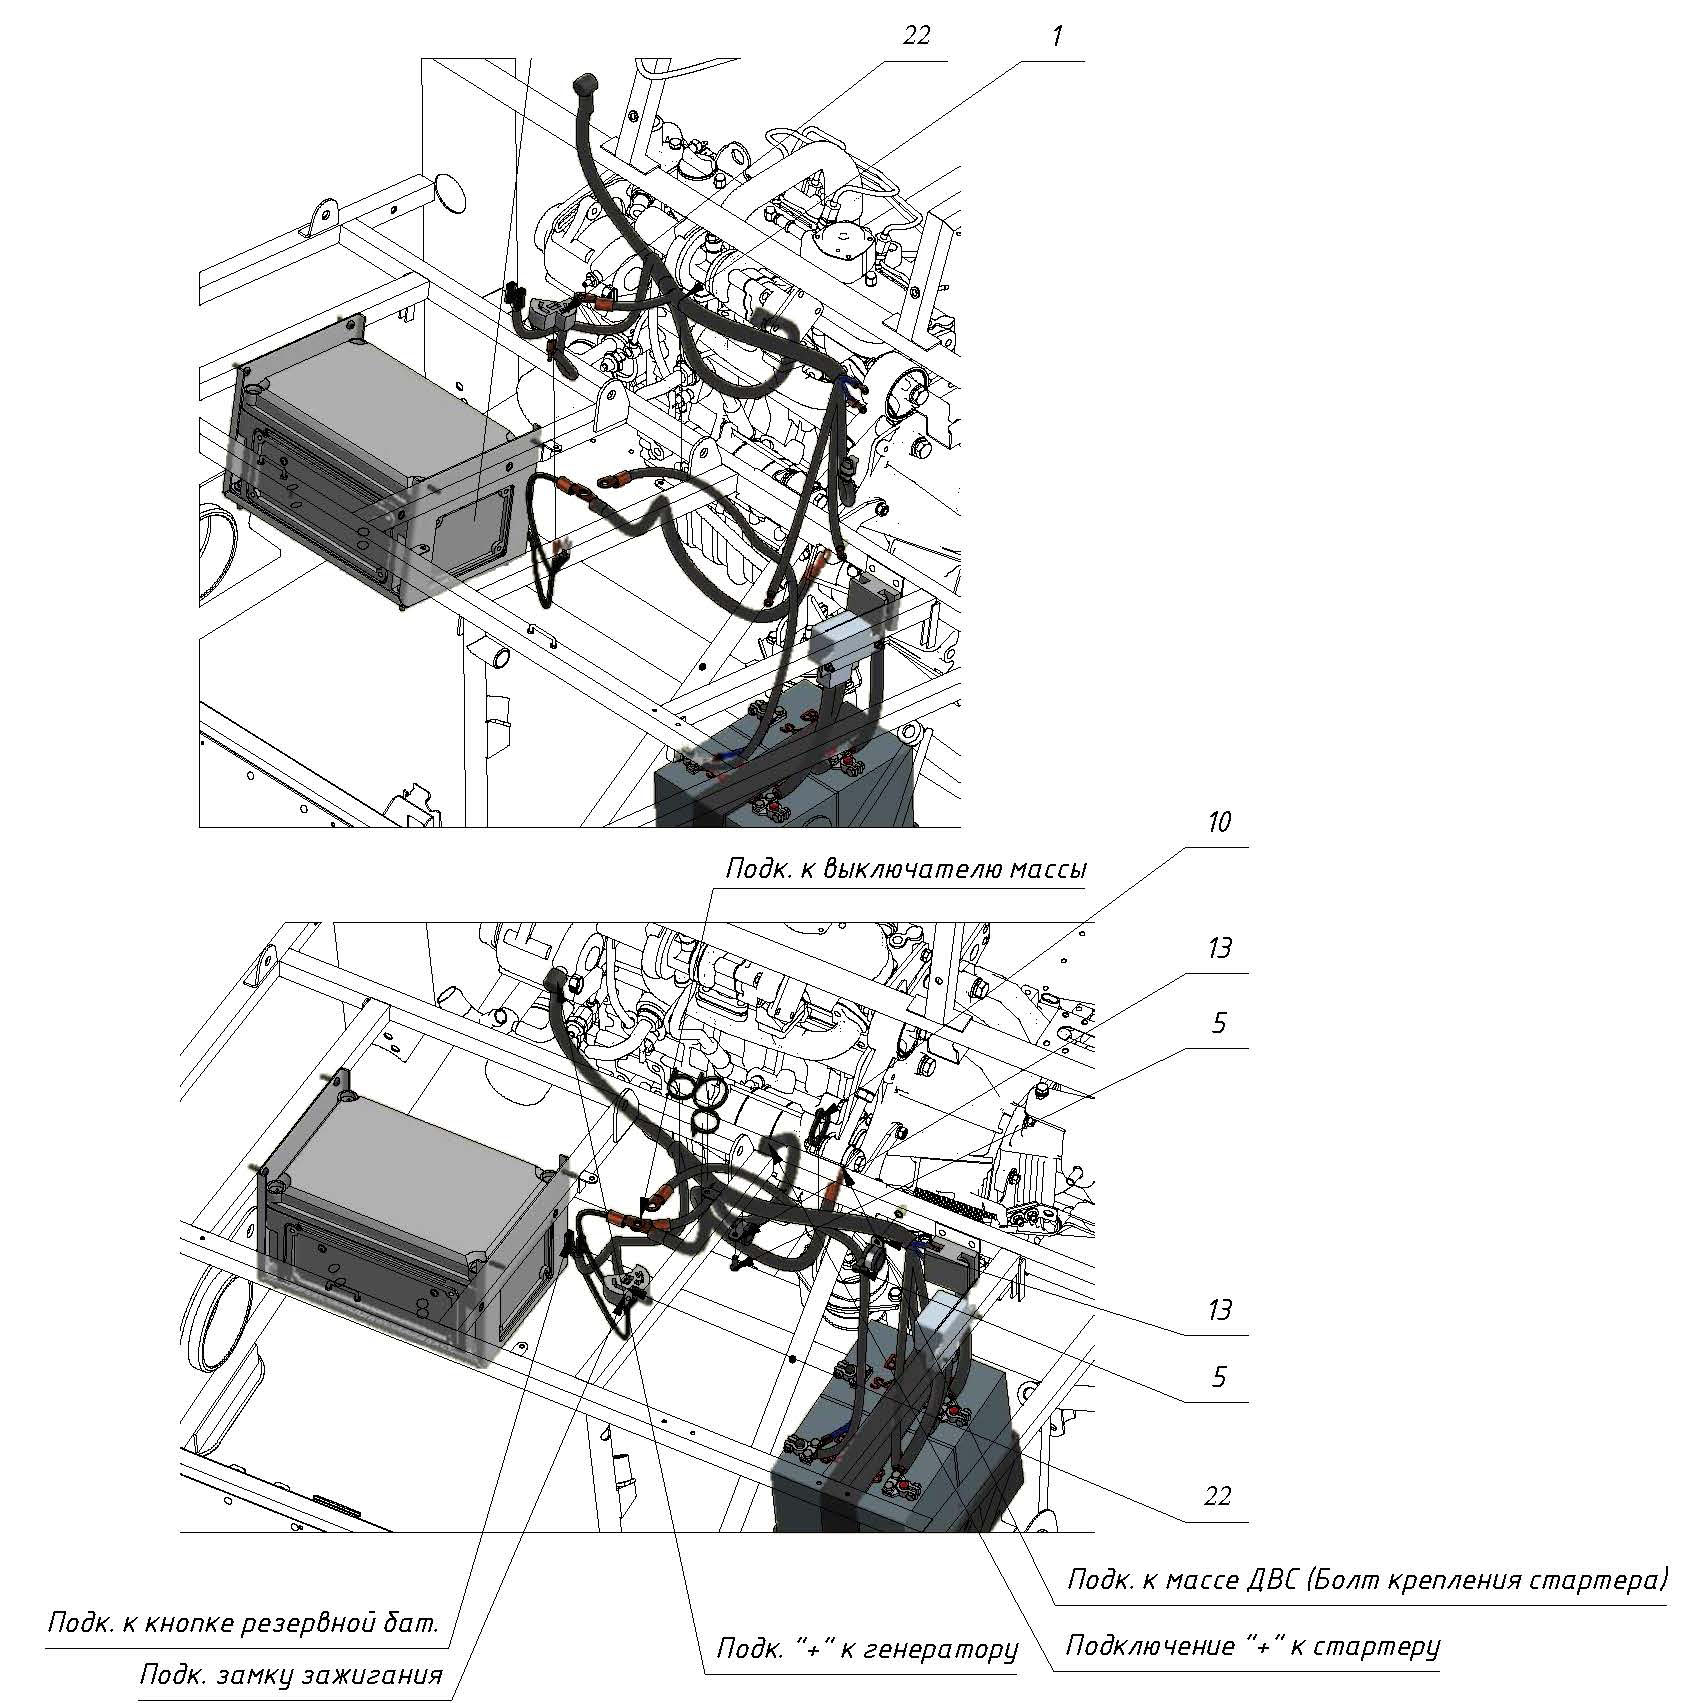 22
1
10
Подк. к выключателю массы
13
5
13
5
22
Подк. к массе ДВС (Болт крепления стартера)
Подк. к кнопке резервной бат.
Подк. "+" к генератору
Подключение "+" к стартеру
Подк. замку зажигания